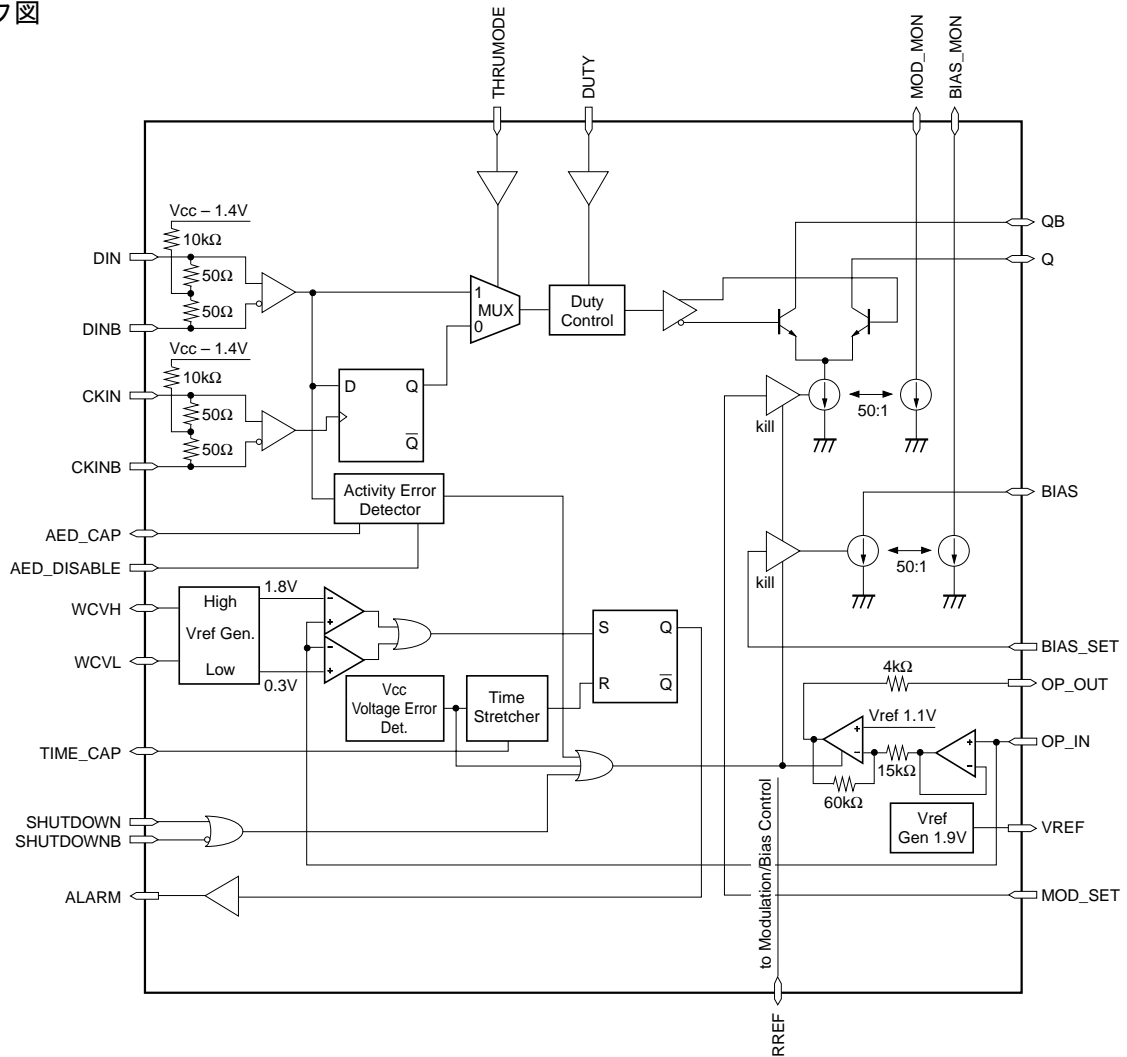 ック図
THRUMODE
DUTY
MOD_MON
BIAS_MON
Vcc – 1.4V
10kΩ
DIN
50Ω
50Ω
DINB
QB
Q
1
MUX
0
Duty
Control
Vcc – 1.4V
10kΩ
CKIN
50Ω
50Ω
CKINB
D
Q
Q̅
kill
50:1
Activity Error
Detector
BIAS
AED_CAP
AED_DISABLE
kill
50:1
WCVH
High
Vref Gen.
Low
WCVL
1.8V
0.3V
–
+
–
+
S
Q
R
Q̅
BIAS_SET
4kΩ
OP_OUT
Vcc
Voltage Error
Det.
Time
Stretcher
Vref 1.1V
+
–
15kΩ
60kΩ
+
–
OP_IN
TIME_CAP
Vref
Gen 1.9V
VREF
SHUTDOWN
SHUTDOWNB
ALARM
MOD_SET
to Modulation/Bias Control
RREF